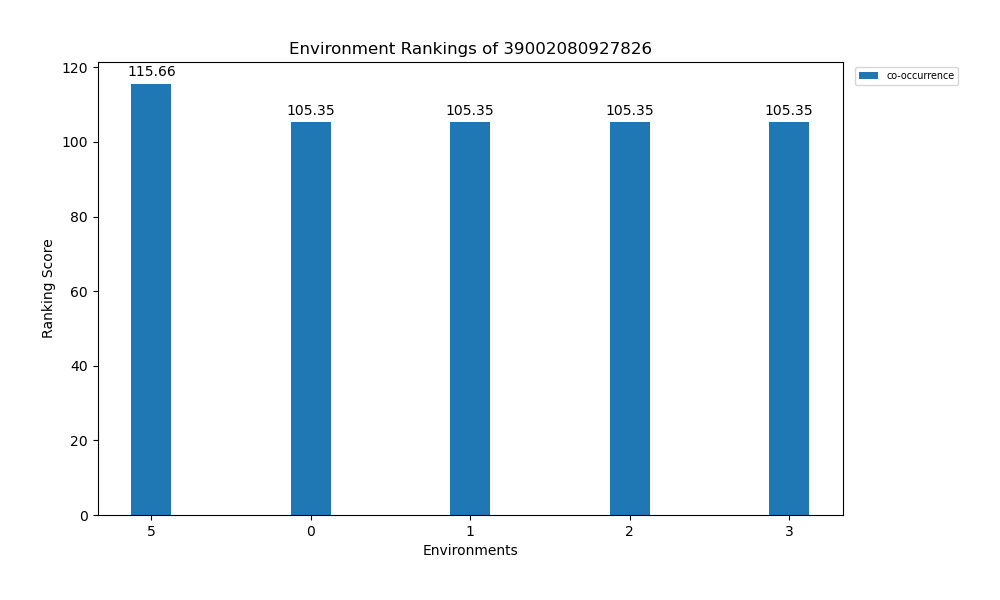 Environment Rankings of 39002080927826
co-occurrence
Ranking Score
120
100
80
60
40
20
0
115.66
105.35
105.35
105.35
105.35
5 0 1 2 3
Environments